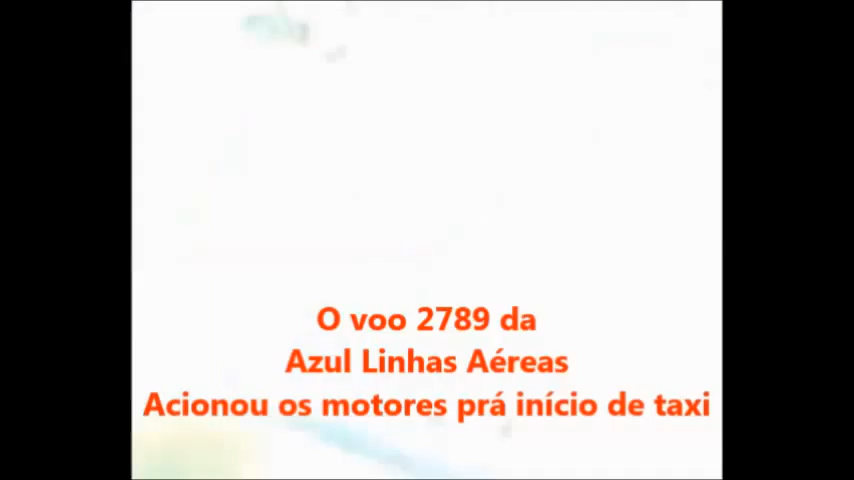 O voo 2789 da
Azul Linhas Aéreas
Acionou os motores prá início de taxi